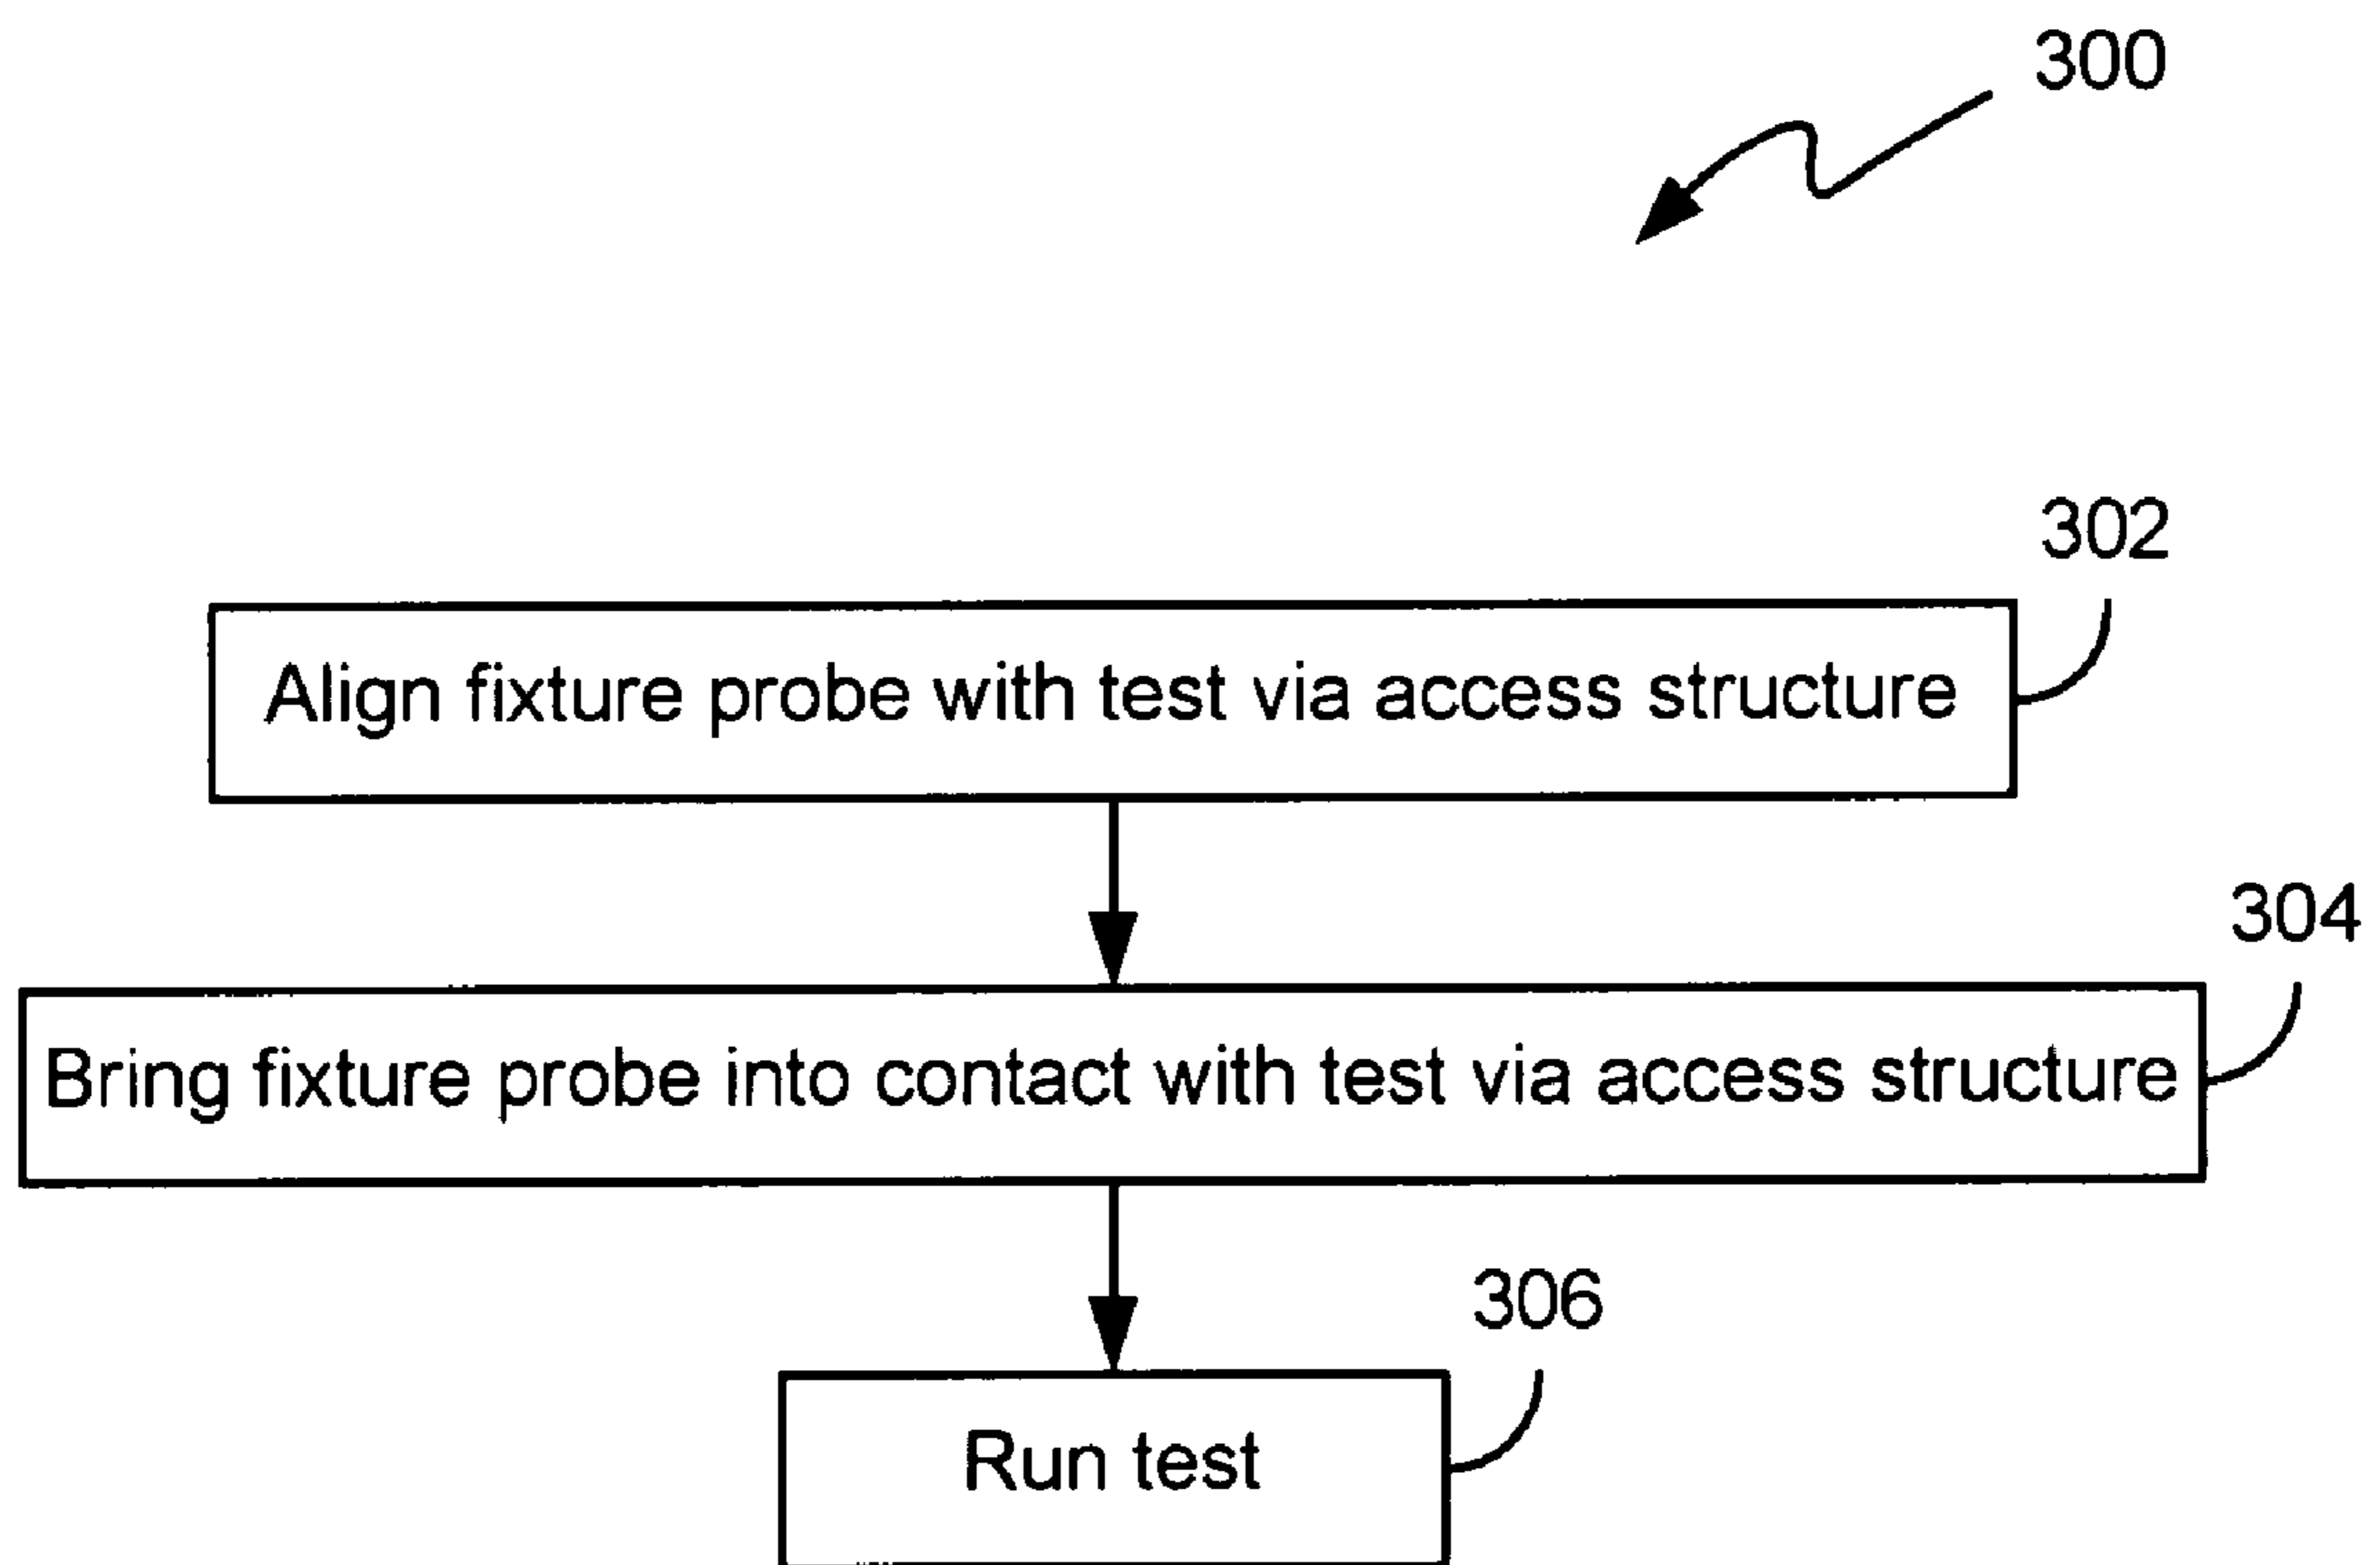 300
302
Align fixture probe with test via access structure
304
Bring fixture probe into contact with test via access structure
306
Run test